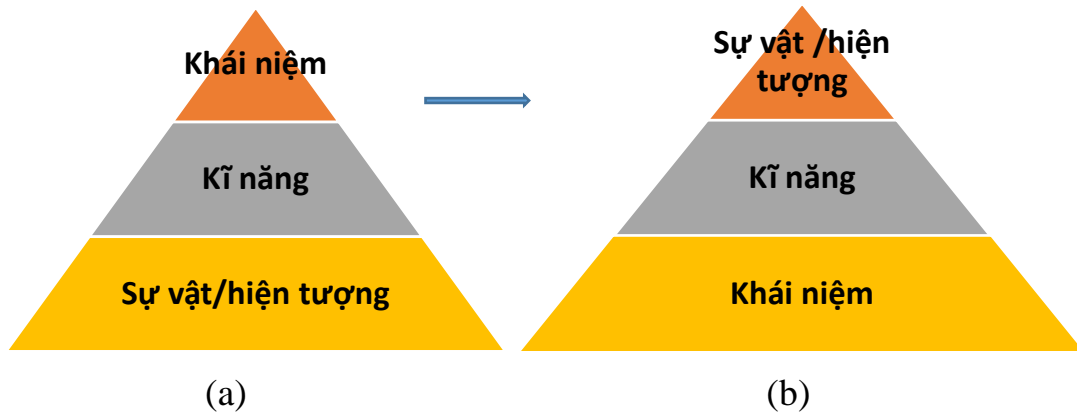 Khái niệm
Kĩ năng
Sự vật/hiện tượng
(a)
Sự vật /hiện
tượng
Kĩ năng
Khái niệm
(b)